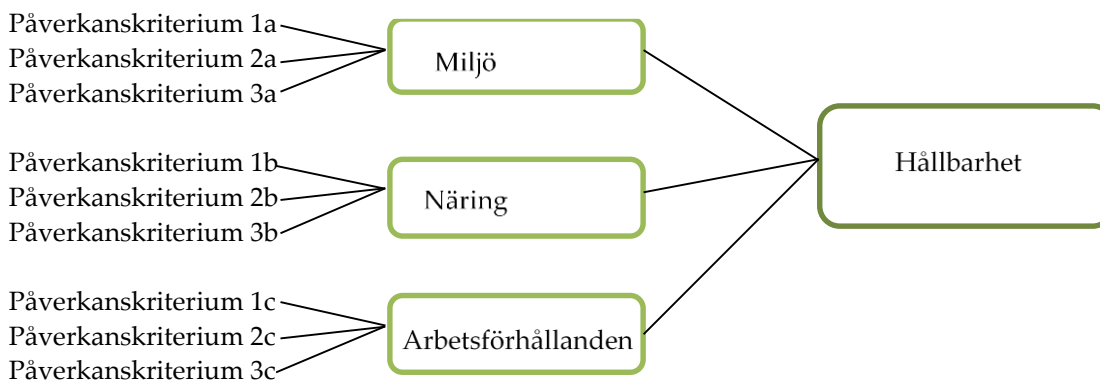 Påverkanskriterium 1a
Påverkanskriterium 2a
Påverkanskriterium 3a
Miljö
Påverkanskriterium 1b
Påverkanskriterium 2b
Påverkanskriterium 3b
Näring
Påverkanskriterium 1c
Påverkanskriterium 2c
Påverkanskriterium 3c
Arbetsförhållanden
Hållbarhet